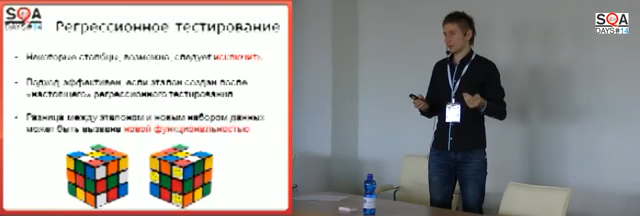 SQA
DAYS#14
Регрессионное тестирование
Некоторые столбцы, возможно, следует исключить
Подход эффективен, если эталон создан после
«настоящего» регрессионного тестирования
Разница между эталоном и новым набором данных
может быть вызвана новой функциональностью
SQA
DAYS#14